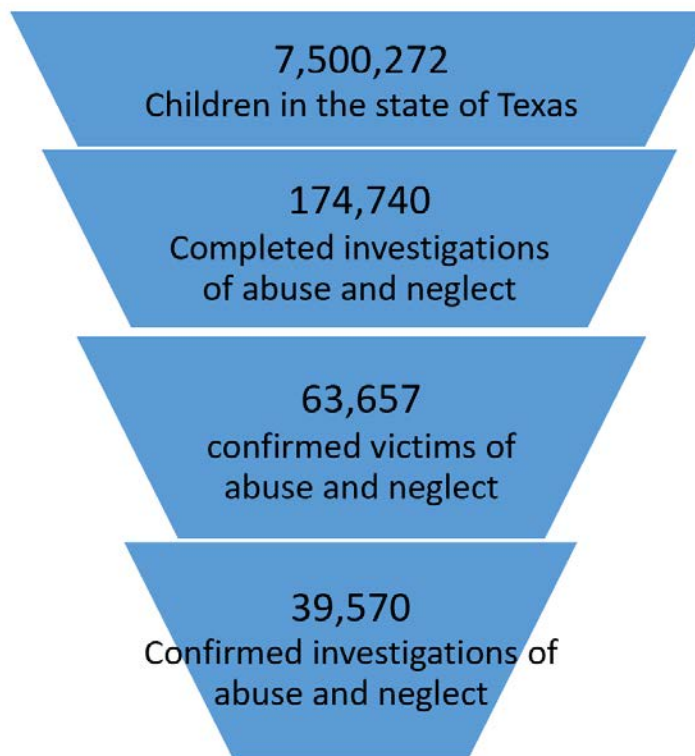 7,500,272
Children in the state of Texas
174,740
Completed investigations
of abuse and neglect
63,657
confirmed victims of
abuse and neglect
39,570
Confirmed investigations of
abuse and neglect